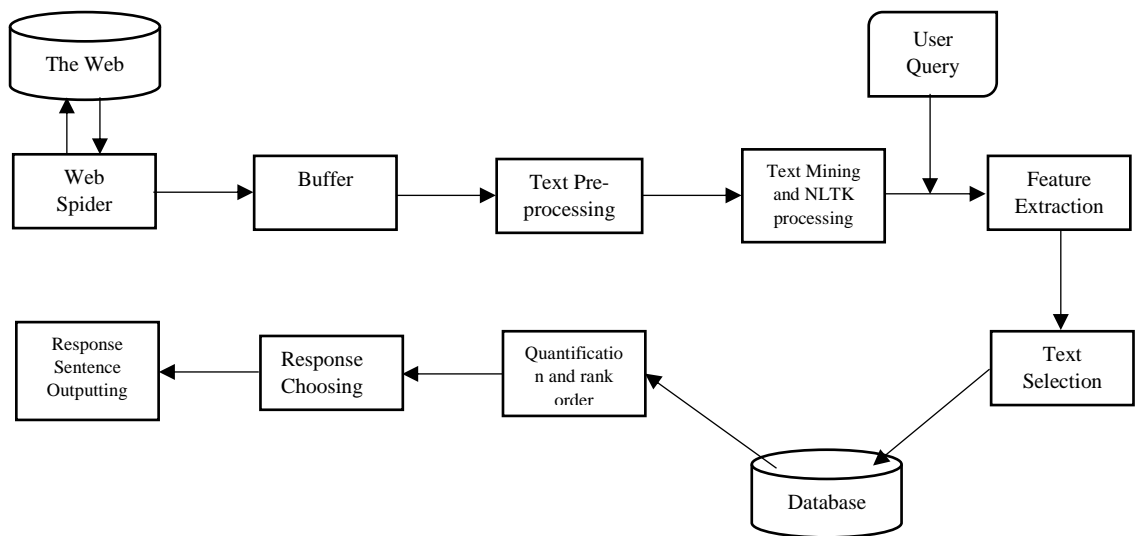 The Web
User
Query
Web
Spider
Buffer
Text Pre-
processing
Text Mining
and NLTK
processing
Feature
Extraction
Response
Sentence
Outputting
Response
Choosing
Quantificatio
n and rank
order
Text
Selection
Database